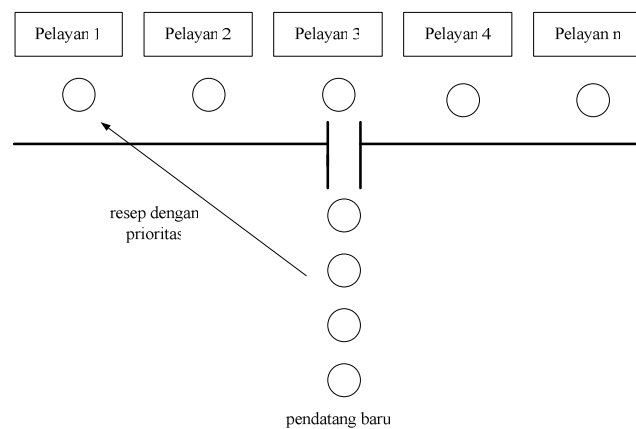 Pelayan 1 Pelayan 2 Pelayan 3 Pelayan 4 Pelayan n
resep dengan
prioritas
pendatang baru